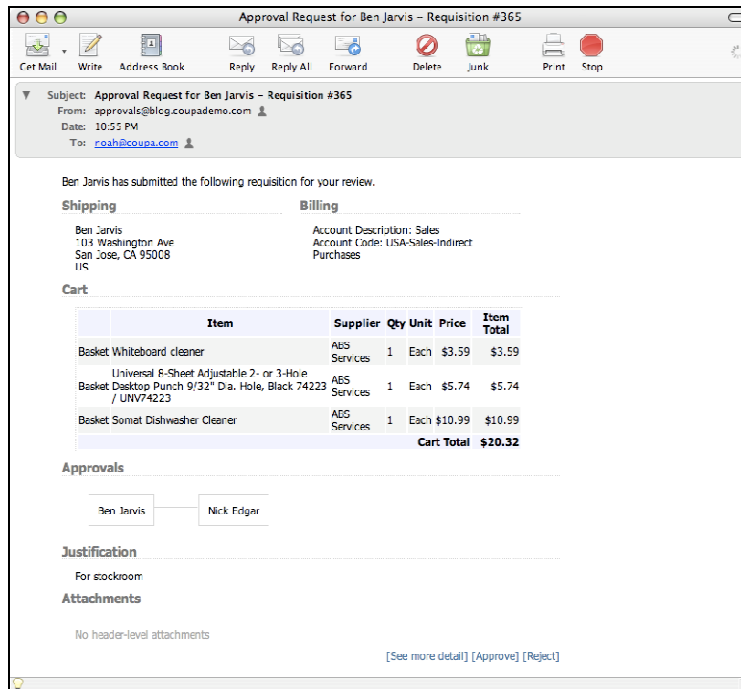 Approval Request for Ben Jarvis – Requisition #365
Get Mail Write Address Book Reply Reply All Forward Delete Junk Print Stop
Subject: Approval Request for Ben Jarvis – Requisition #365
From: approvals@blog.coupademo.com
Date: 10:55 PM
To: noah@coupa.com
Ben Jarvis has submitted the following requisition for your review.
Shipping
Ben Jarvis
103 Washington Ave
San Jose, CA 95008
US
Billing
Account Description: Sales
Account Code: USA-Sales-Indirect
Purchases
Cart
Item Supplier Qty Unit Price Item Total
Basket Whiteboard cleaner ABS Services 1 Each $3.59 $3.59
Basket Universal 8-Sheet Adjustable 2- or 3-Hole
Desktop Punch 9/32" Dia. Hole, Black 74223
/ UNV74223 ABS Services 1 Each $5.74 $5.74
Basket Somat Dishwasher Cleaner ABS Services 1 Each $10.99 $10.99
Cart Total $20.32
Approvals
Ben Jarvis Nick Edgar
Justification
For stockroom
Attachments
No header-level attachments
[See more detail] [Approve] [Reject]